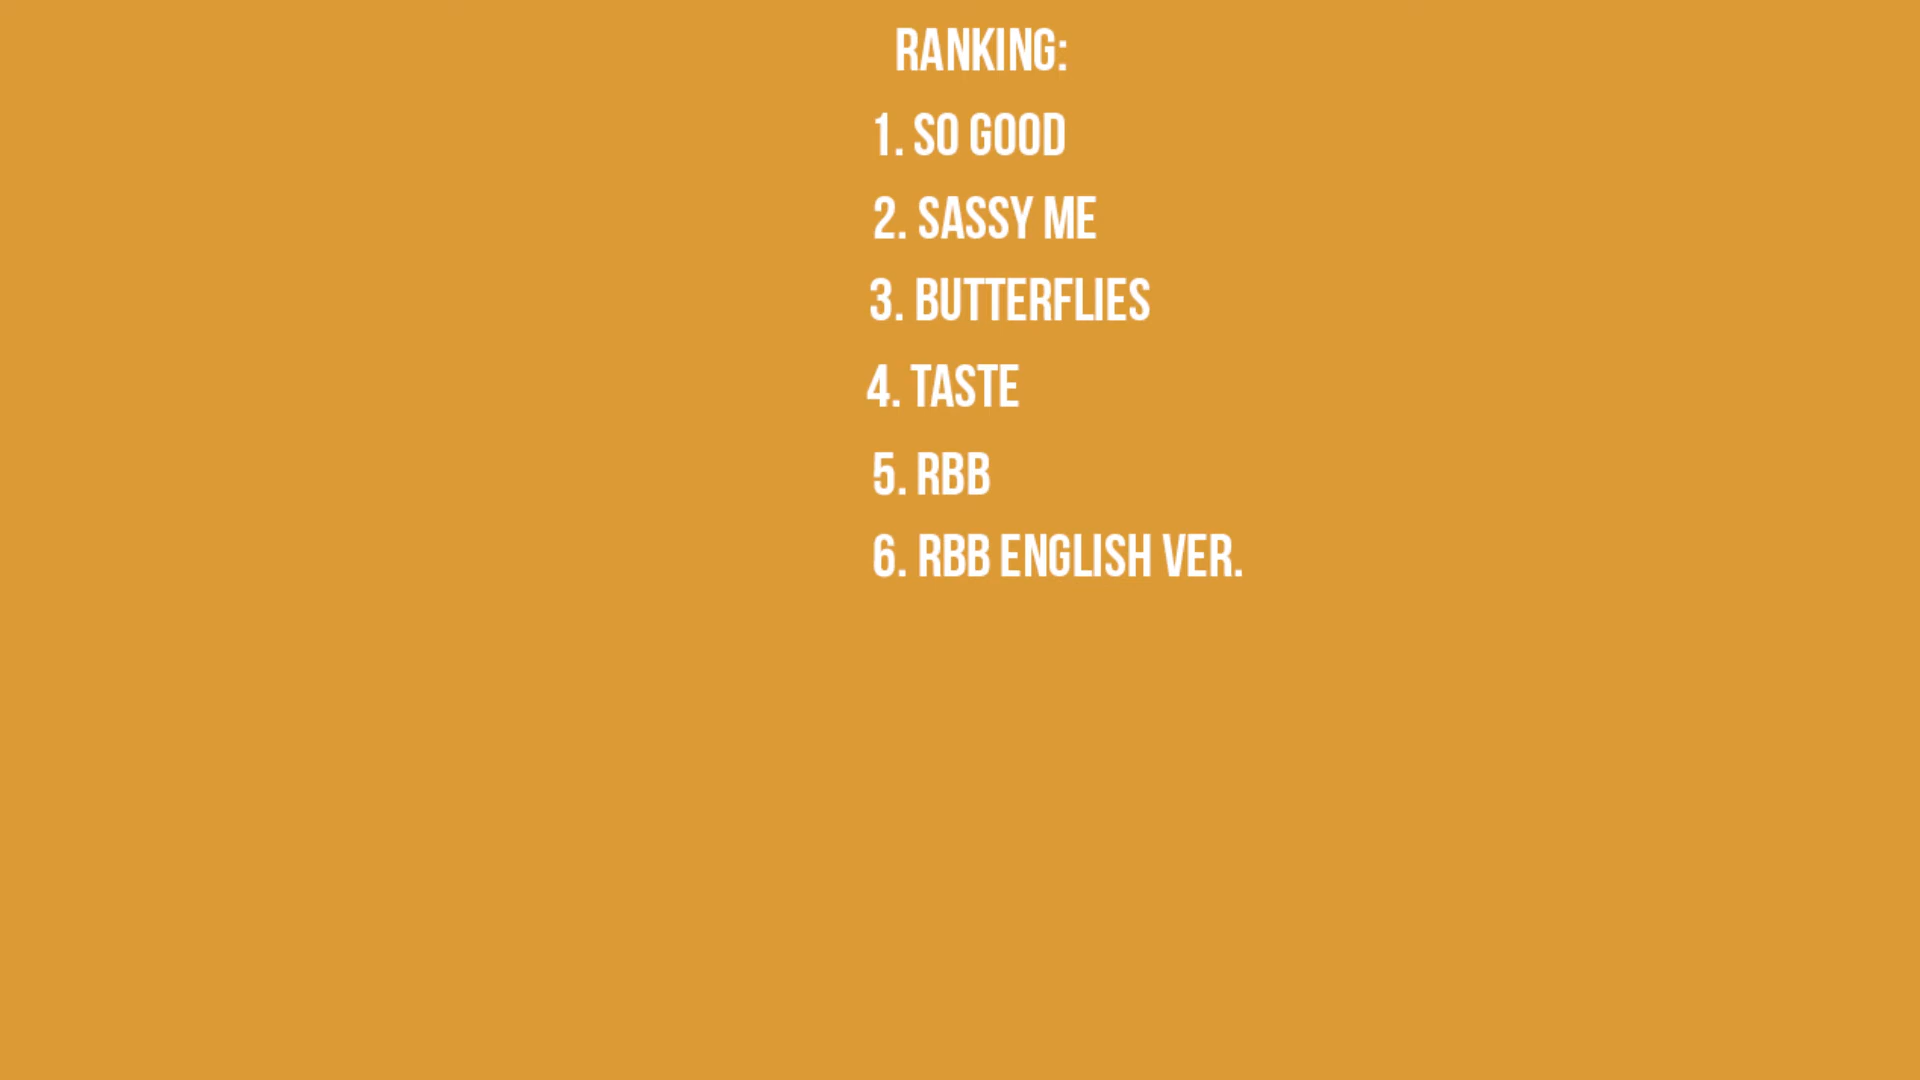 RANKING:
1. SO GOOD
2. SASSY ME
3. BUTTERFLIES
4. TASTE
5. RBB
6. RBB ENGLISH VER.